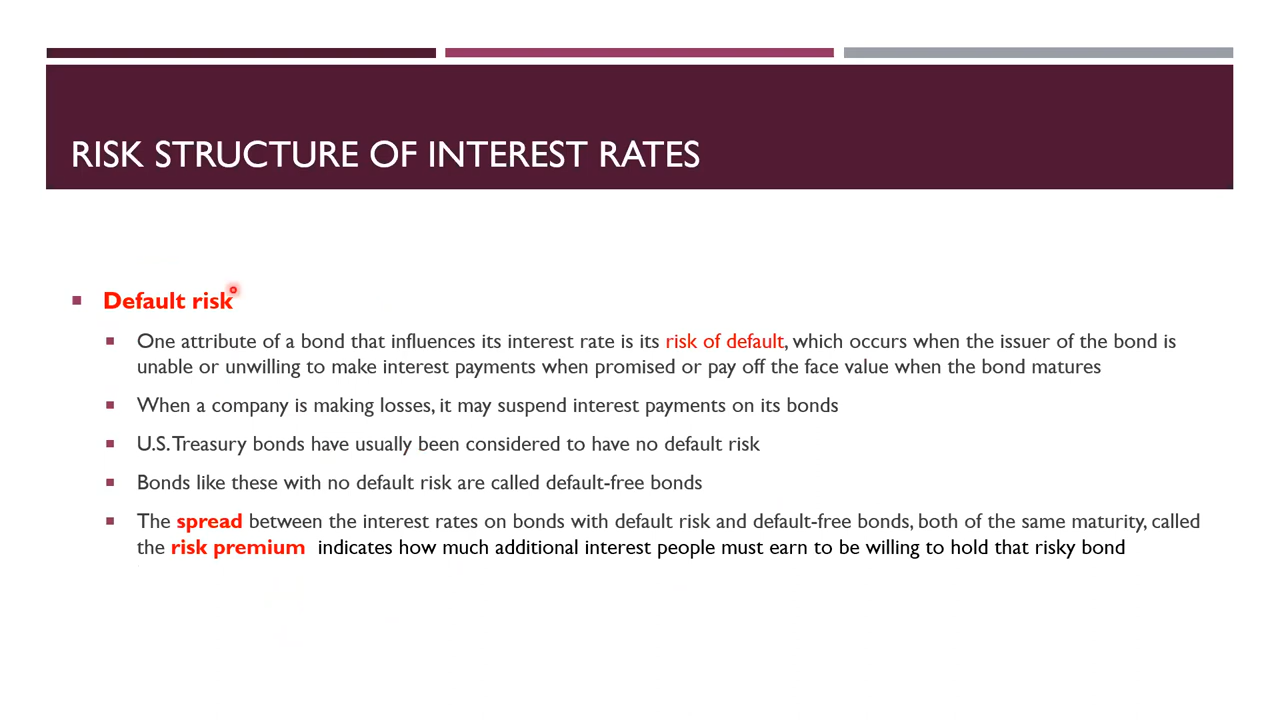 RISK STRUCTURE OF INTEREST RATES
Default risk
One attribute of a bond that influences its interest rate is its risk of default, which occurs when the issuer of the bond is
unable or unwilling to make interest payments when promised or pay off the face value when the bond matures
When a company is making losses, it may suspend interest payments on its bonds
U.S. Treasury bonds have usually been considered to have no default risk
Bonds like these with no default risk are called default-free bonds
The spread between the interest rates on bonds with default risk and default-free bonds, both of the same maturity, called
the risk premium indicates how much additional interest people must earn to be willing to hold that risky bond